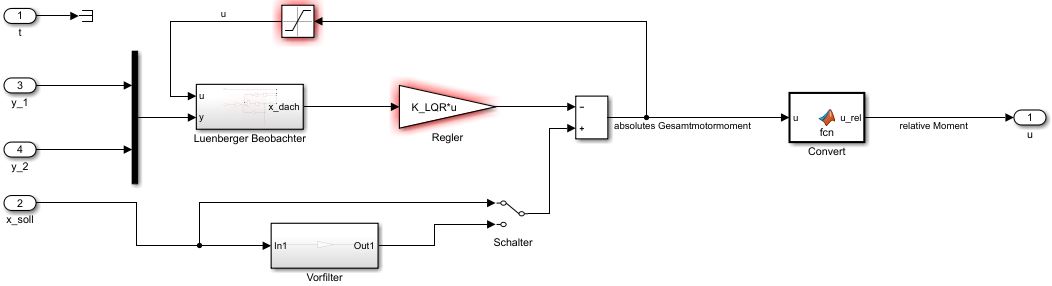 1
t
u
3
y_1
4
y_2
2
x_soll
u
y
x_dach
Luenberger Beobachter
K_LQR*u
Regler
−
+
absolutes Gesamtmotormoment
u
fcn
u_rel
Convert
relative Moment
1
u
In1
Out1
Vorfilter
Schalter